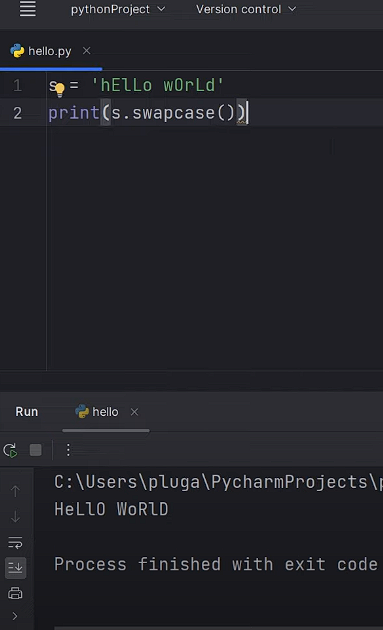 pythonProject Version control
hello.py
1 s = 'hElLo wOrLd'
2 print(s.swapcase())
Run hello
C:\Users\pluga\PycharmProjects\p
HeLlO WoRlD
Process finished with exit code